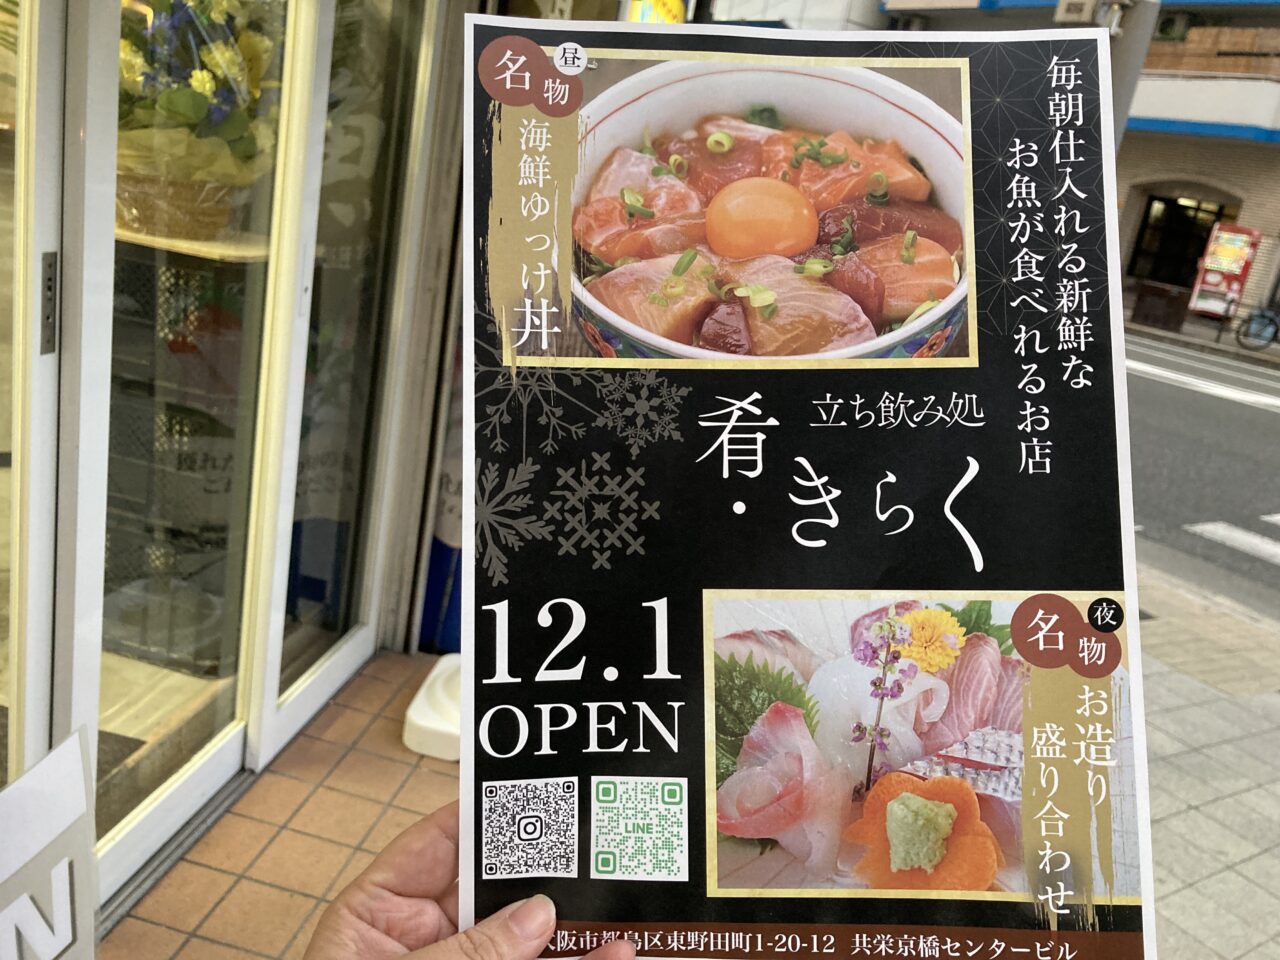 毎朝仕入れる新鮮な
お魚が食べれるお店
昼
名物
海鮮ゆっけ丼
立ち飲み処
肴・きらく
12.1
OPEN
LINE
夜
名物
お造り
盛り合わせ
阪市都島区東野田町1-20-12 共栄京橋センタービル